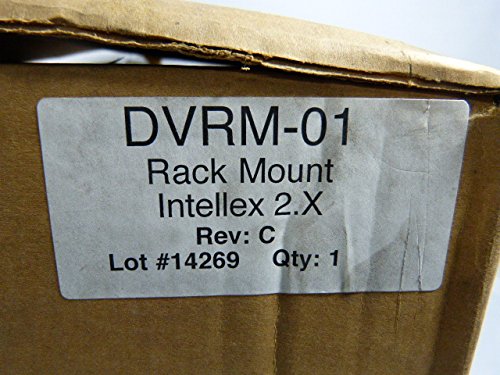 DVRM-01
Rack Mount
Intellex 2.X
Rev: C
Lot #14269 Qty: 1